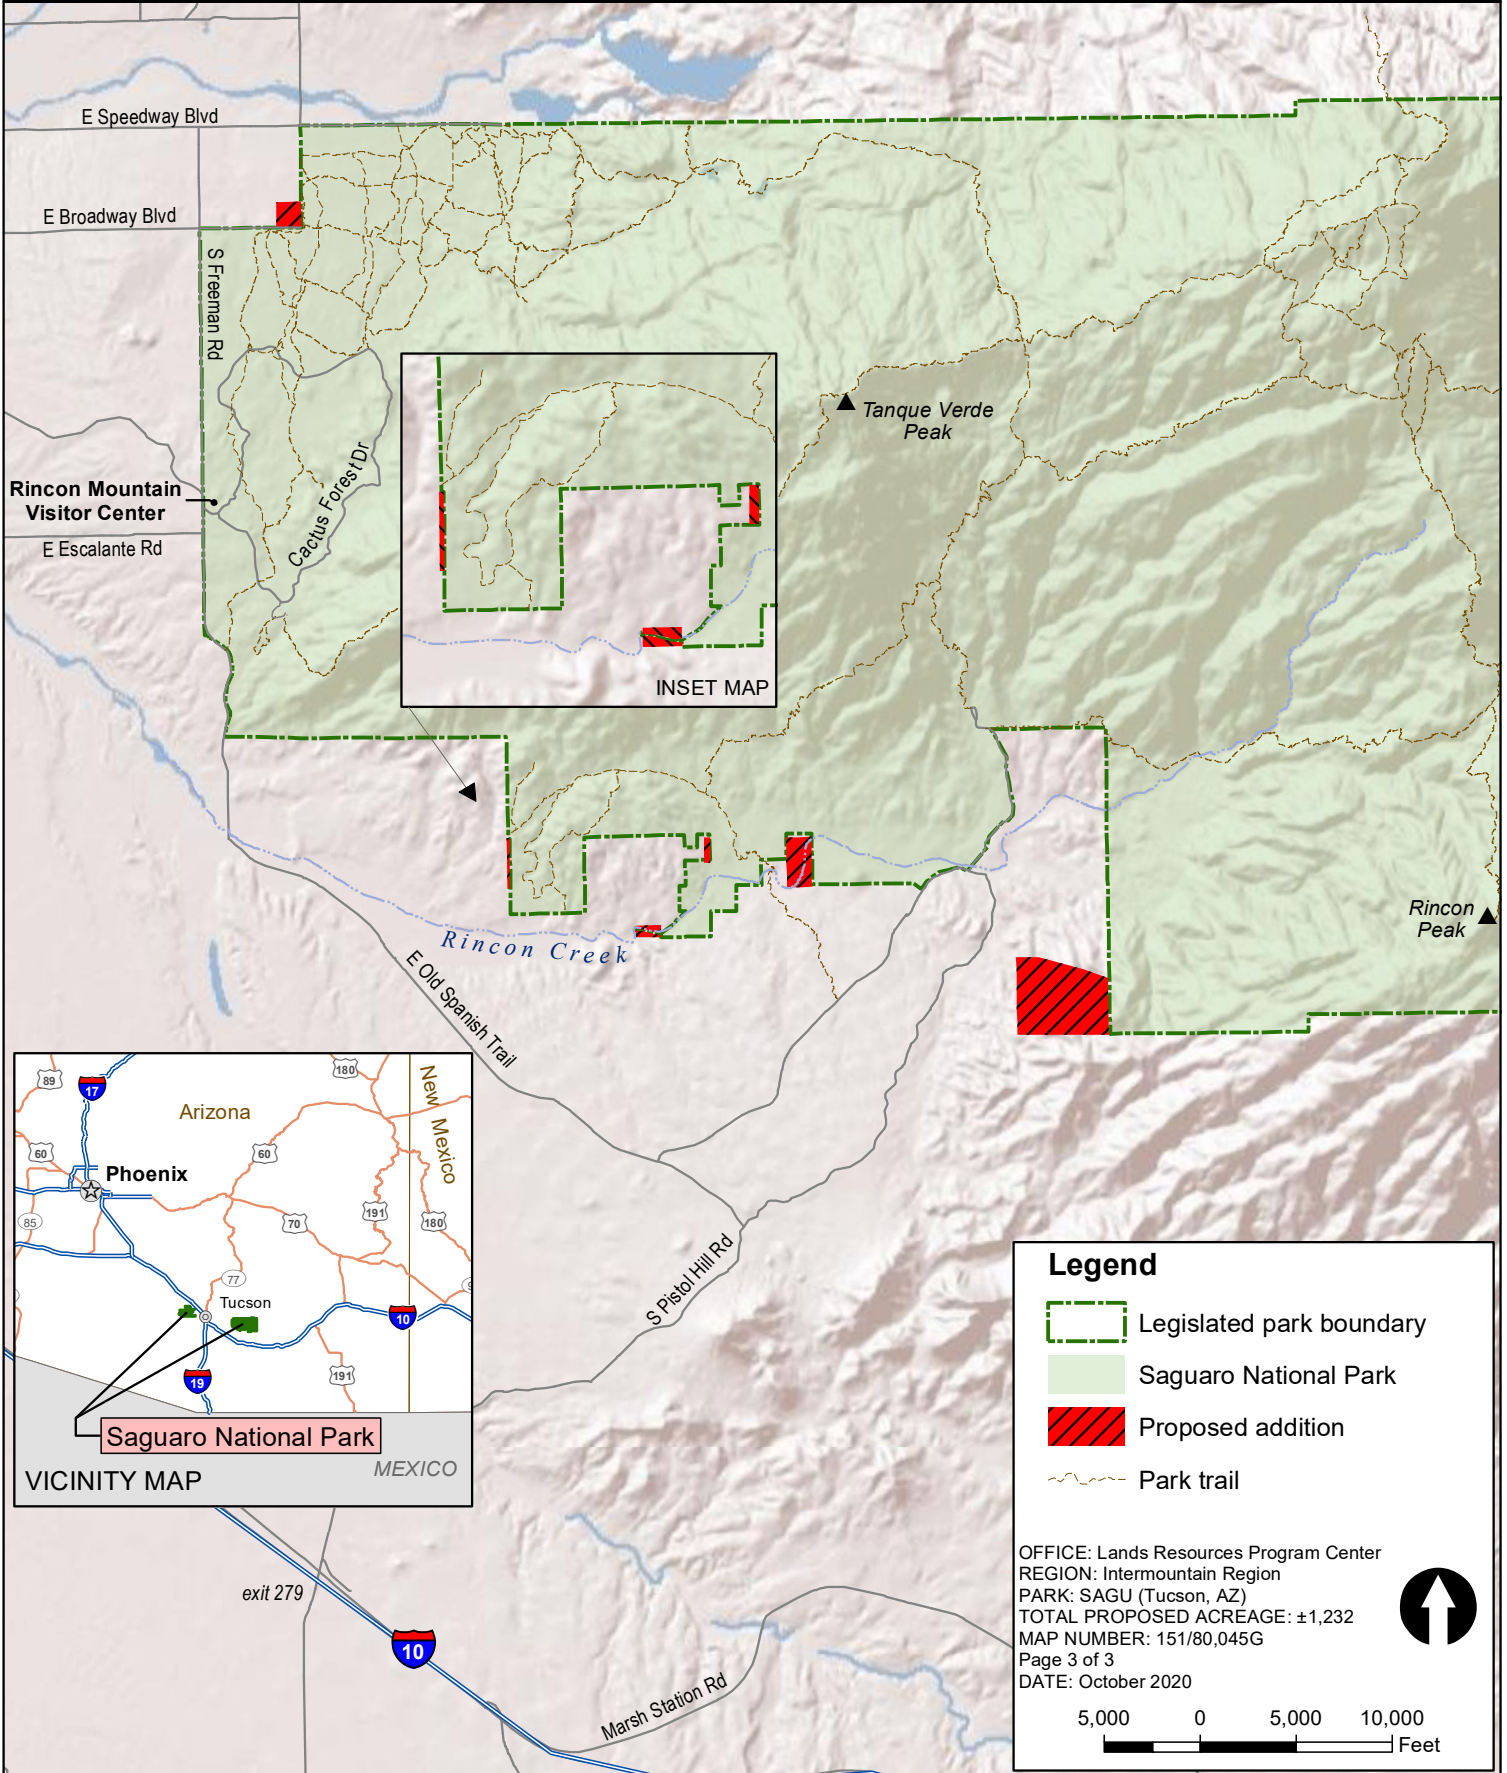 E Speedway Blvd
E Broadway Blvd
S Freeman Rd
Tanque Verde
Peak
Cactus Forest Dr
Rincon Mountain
Visitor Center
E Escalante Rd
INSET MAP
Rincon
Peak
Rincon Creek
E Old Spanish Trail
S Pistol Hill Rd
89
17
180
Arizona
New Mexico
60
60
Phoenix
85
70
191
180
77
Tucson
10
19
191
Saguaro National Park
MEXICO
VICINITY MAP
exit 279
10
Marsh Station Rd
Legend
Legislated park boundary
Saguaro National Park
Proposed addition
Park trail
OFFICE: Lands Resources Program Center
REGION: Intermountain Region
PARK: SAGU (Tucson, AZ)
TOTAL PROPOSED ACREAGE: ±1,232
MAP NUMBER: 151/80,045G
Page 3 of 3
DATE: October 2020
5,000 0 5,000 10,000
Feet